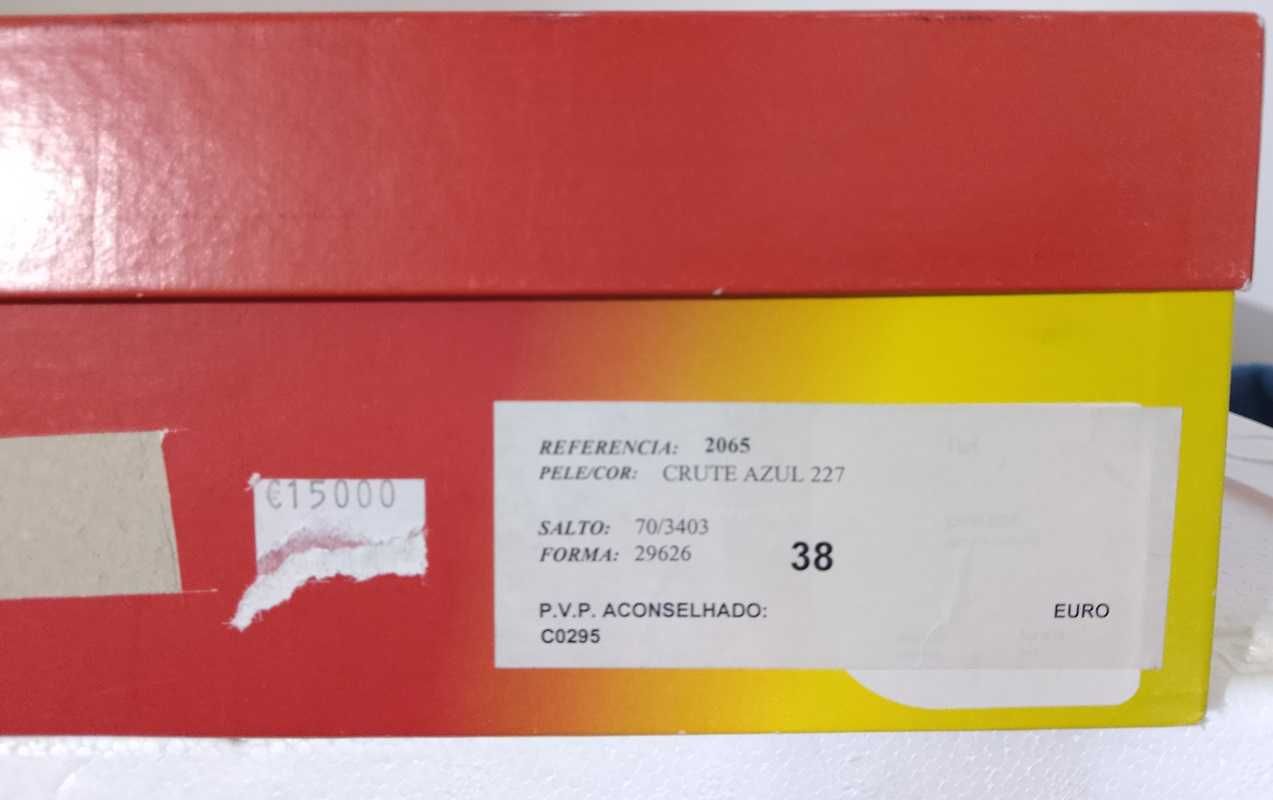 €15000
REFERENCIA: 2065
PELE/COR: CRUTE AZUL 227
SALTO: 70/3403
FORMA: 29626
38
P.V.P. ACONSELHADO: EURO
C0295